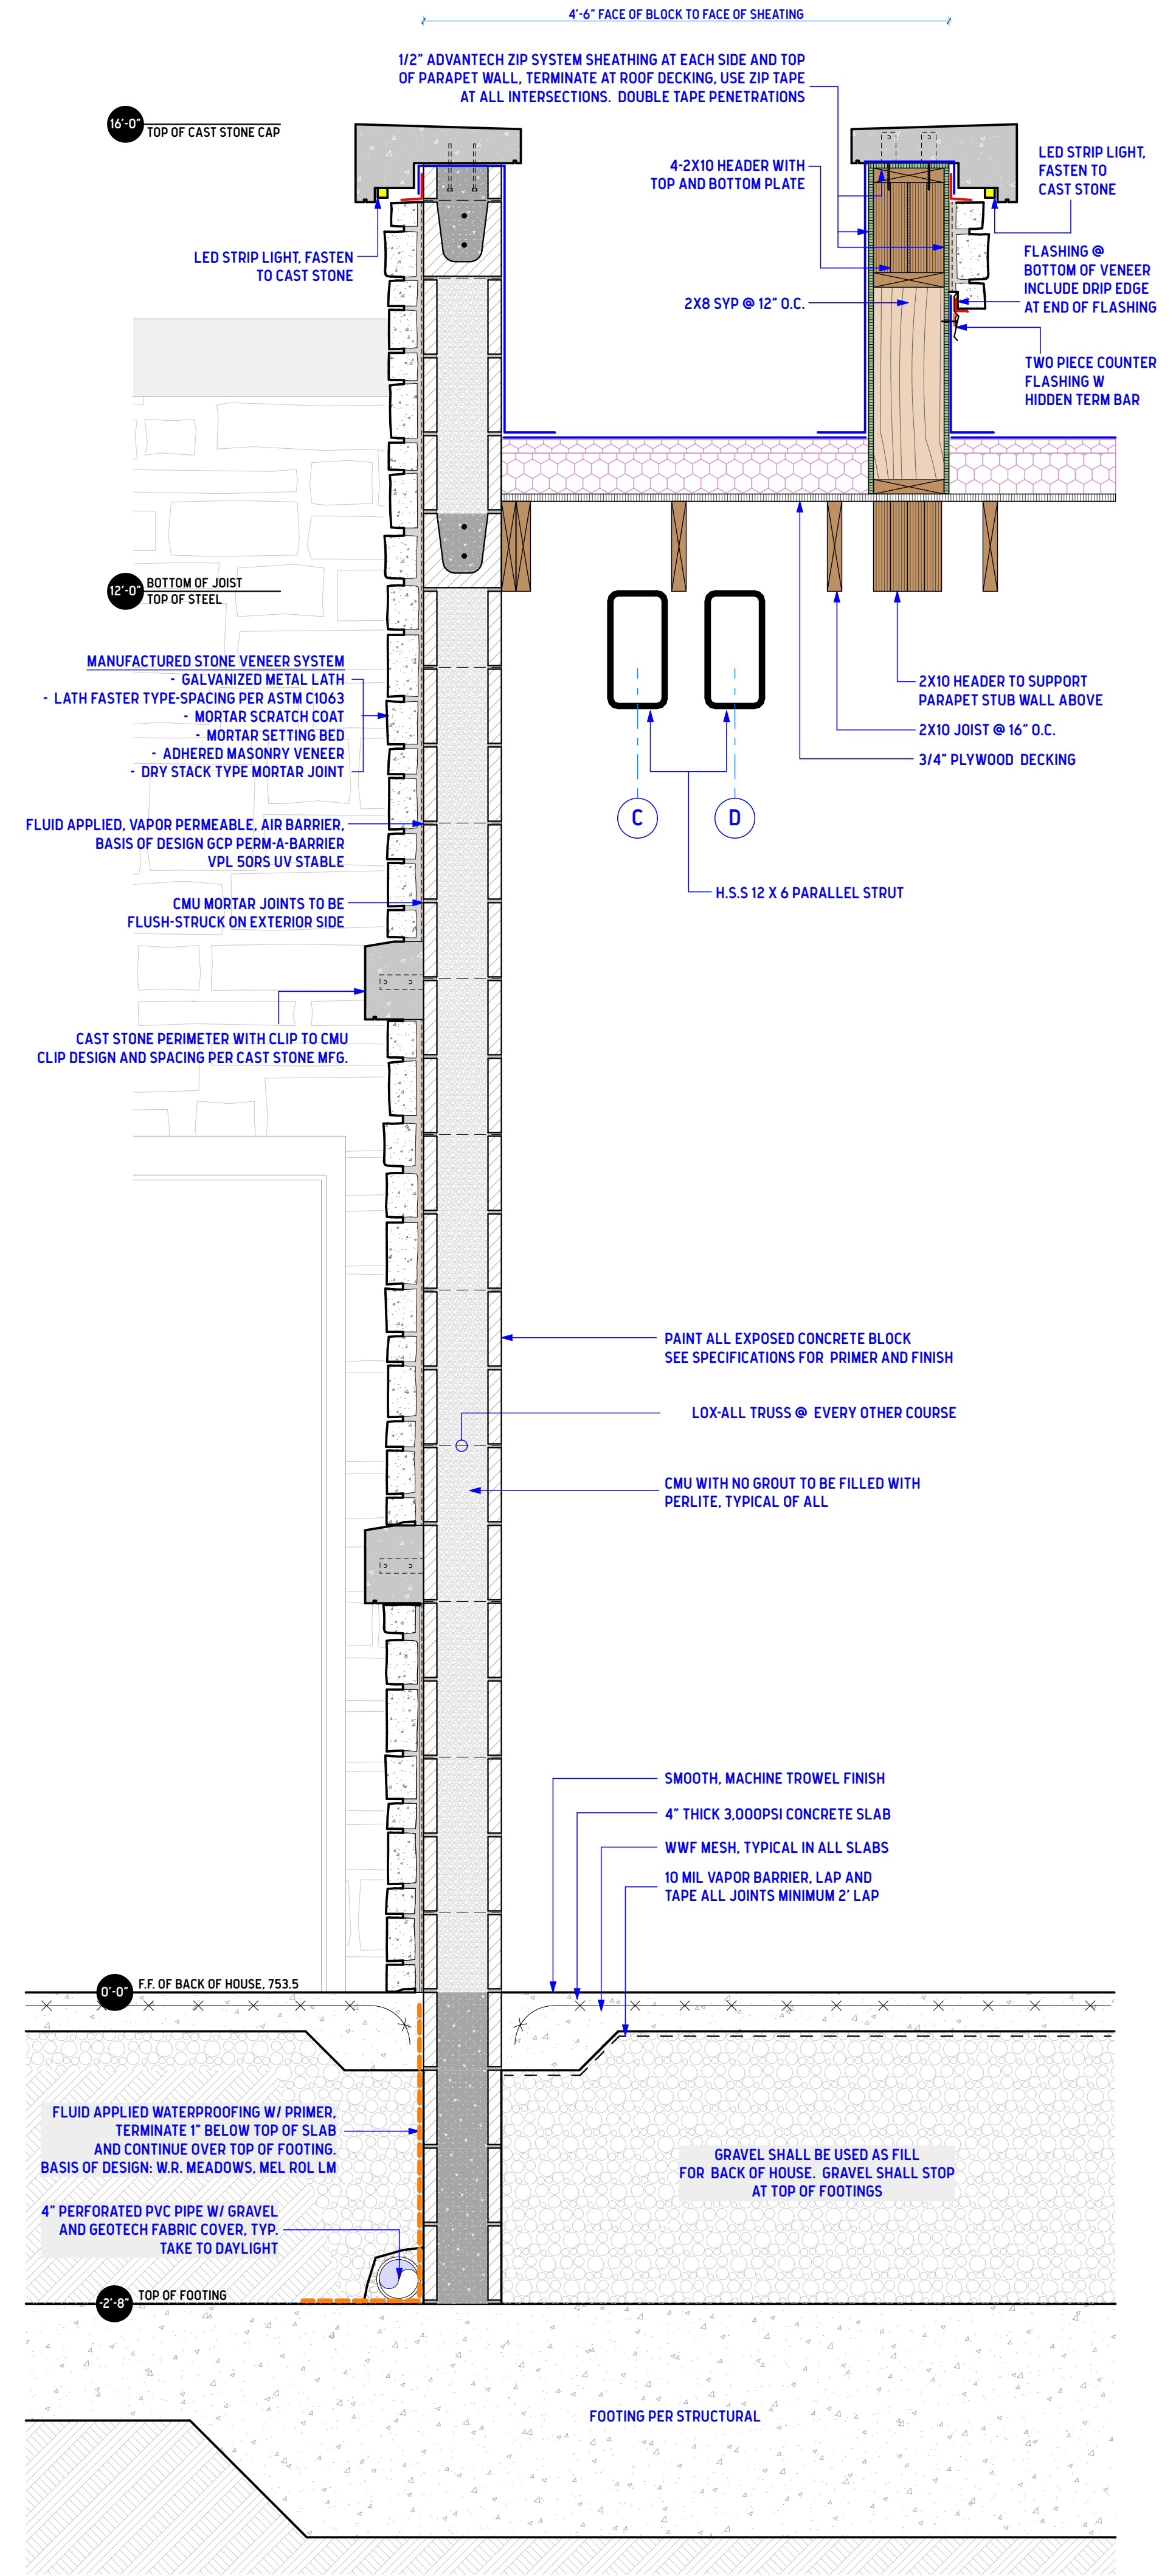 4'-6" FACE OF BLOCK TO FACE OF SHEATING
1/2" ADVANTECH ZIP SYSTEM SHEATHING AT EACH SIDE AND TOP
OF PARAPET WALL, TERMINATE AT ROOF DECKING, USE ZIP TAPE
AT ALL INTERSECTIONS. DOUBLE TAPE PENETRATIONS
16'-0"
TOP OF CAST STONE CAP
4-2X10 HEADER WITH
TOP AND BOTTOM PLATE
LED STRIP LIGHT,
FASTEN TO
CAST STONE
LED STRIP LIGHT, FASTEN
TO CAST STONE
FLASHING @
BOTTOM OF VENEER
INCLUDE DRIP EDGE
AT END OF FLASHING
2X8 SYP @ 12" O.C.
TWO PIECE COUNTER
FLASHING W
HIDDEN TERM BAR
12'-0"
BOTTOM OF JOIST
TOP OF STEEL
MANUFACTURED STONE VENEER SYSTEM
- GALVANIZED METAL LATH
- LATH FASTER TYPE-SPACING PER ASTM C1063
- MORTAR SCRATCH COAT
- MORTAR SETTING BED
- ADHERED MASONRY VENEER
- DRY STACK TYPE MORTAR JOINT
2X10 HEADER TO SUPPORT
PARAPET STUB WALL ABOVE
2X10 JOIST @ 16" O.C.
3/4" PLYWOOD DECKING
C
D
FLUID APPLIED, VAPOR PERMEABLE, AIR BARRIER,
BASIS OF DESIGN GCP PERM-A-BARRIER
VPL 50RS UV STABLE
H.S.S 12 X 6 PARALLEL STRUT
CMU MORTAR JOINTS TO BE
FLUSH-STRUCK ON EXTERIOR SIDE
CAST STONE PERIMETER WITH CLIP TO CMU
CLIP DESIGN AND SPACING PER CAST STONE MFG.
PAINT ALL EXPOSED CONCRETE BLOCK
SEE SPECIFICATIONS FOR PRIMER AND FINISH
LOX-ALL TRUSS @ EVERY OTHER COURSE
CMU WITH NO GROUT TO BE FILLED WITH
PERLITE, TYPICAL OF ALL
SMOOTH, MACHINE TROWEL FINISH
4" THICK 3,000PSI CONCRETE SLAB
WWF MESH, TYPICAL IN ALL SLABS
10 MIL VAPOR BARRIER, LAP AND
TAPE ALL JOINTS MINIMUM 2' LAP
0'-0"
F.F. OF BACK OF HOUSE, 753.5
FLUID APPLIED WATERPROOFING W/ PRIMER,
TERMINATE 1" BELOW TOP OF SLAB
AND CONTINUE OVER TOP OF FOOTING.
BASIS OF DESIGN: W.R. MEADOWS, MEL ROL LM
GRAVEL SHALL BE USED AS FILL
FOR BACK OF HOUSE. GRAVEL SHALL STOP
AT TOP OF FOOTINGS
4" PERFORATED PVC PIPE W/ GRAVEL
AND GEOTECH FABRIC COVER, TYP.
TAKE TO DAYLIGHT
-2'-8"
TOP OF FOOTING
FOOTING PER STRUCTURAL